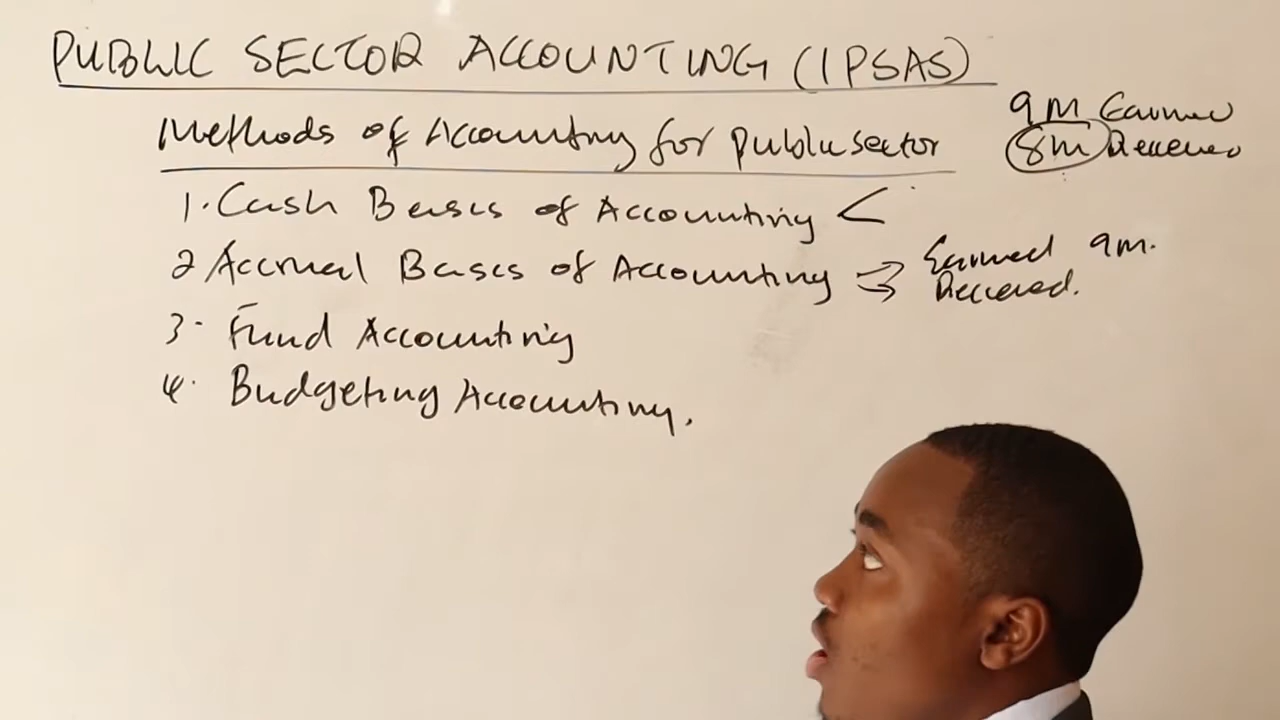 PUBLIC SECTOR ACCOUNTING (IPSAS)
Methods of Accounting for public sector
9m Earned
8m Received
1. Cash Basis of Accounting <
2 Accrual Basis of Accounting
Earned 9m.
Received.
3. Fund Accounting
4. Budgeting Accounting.